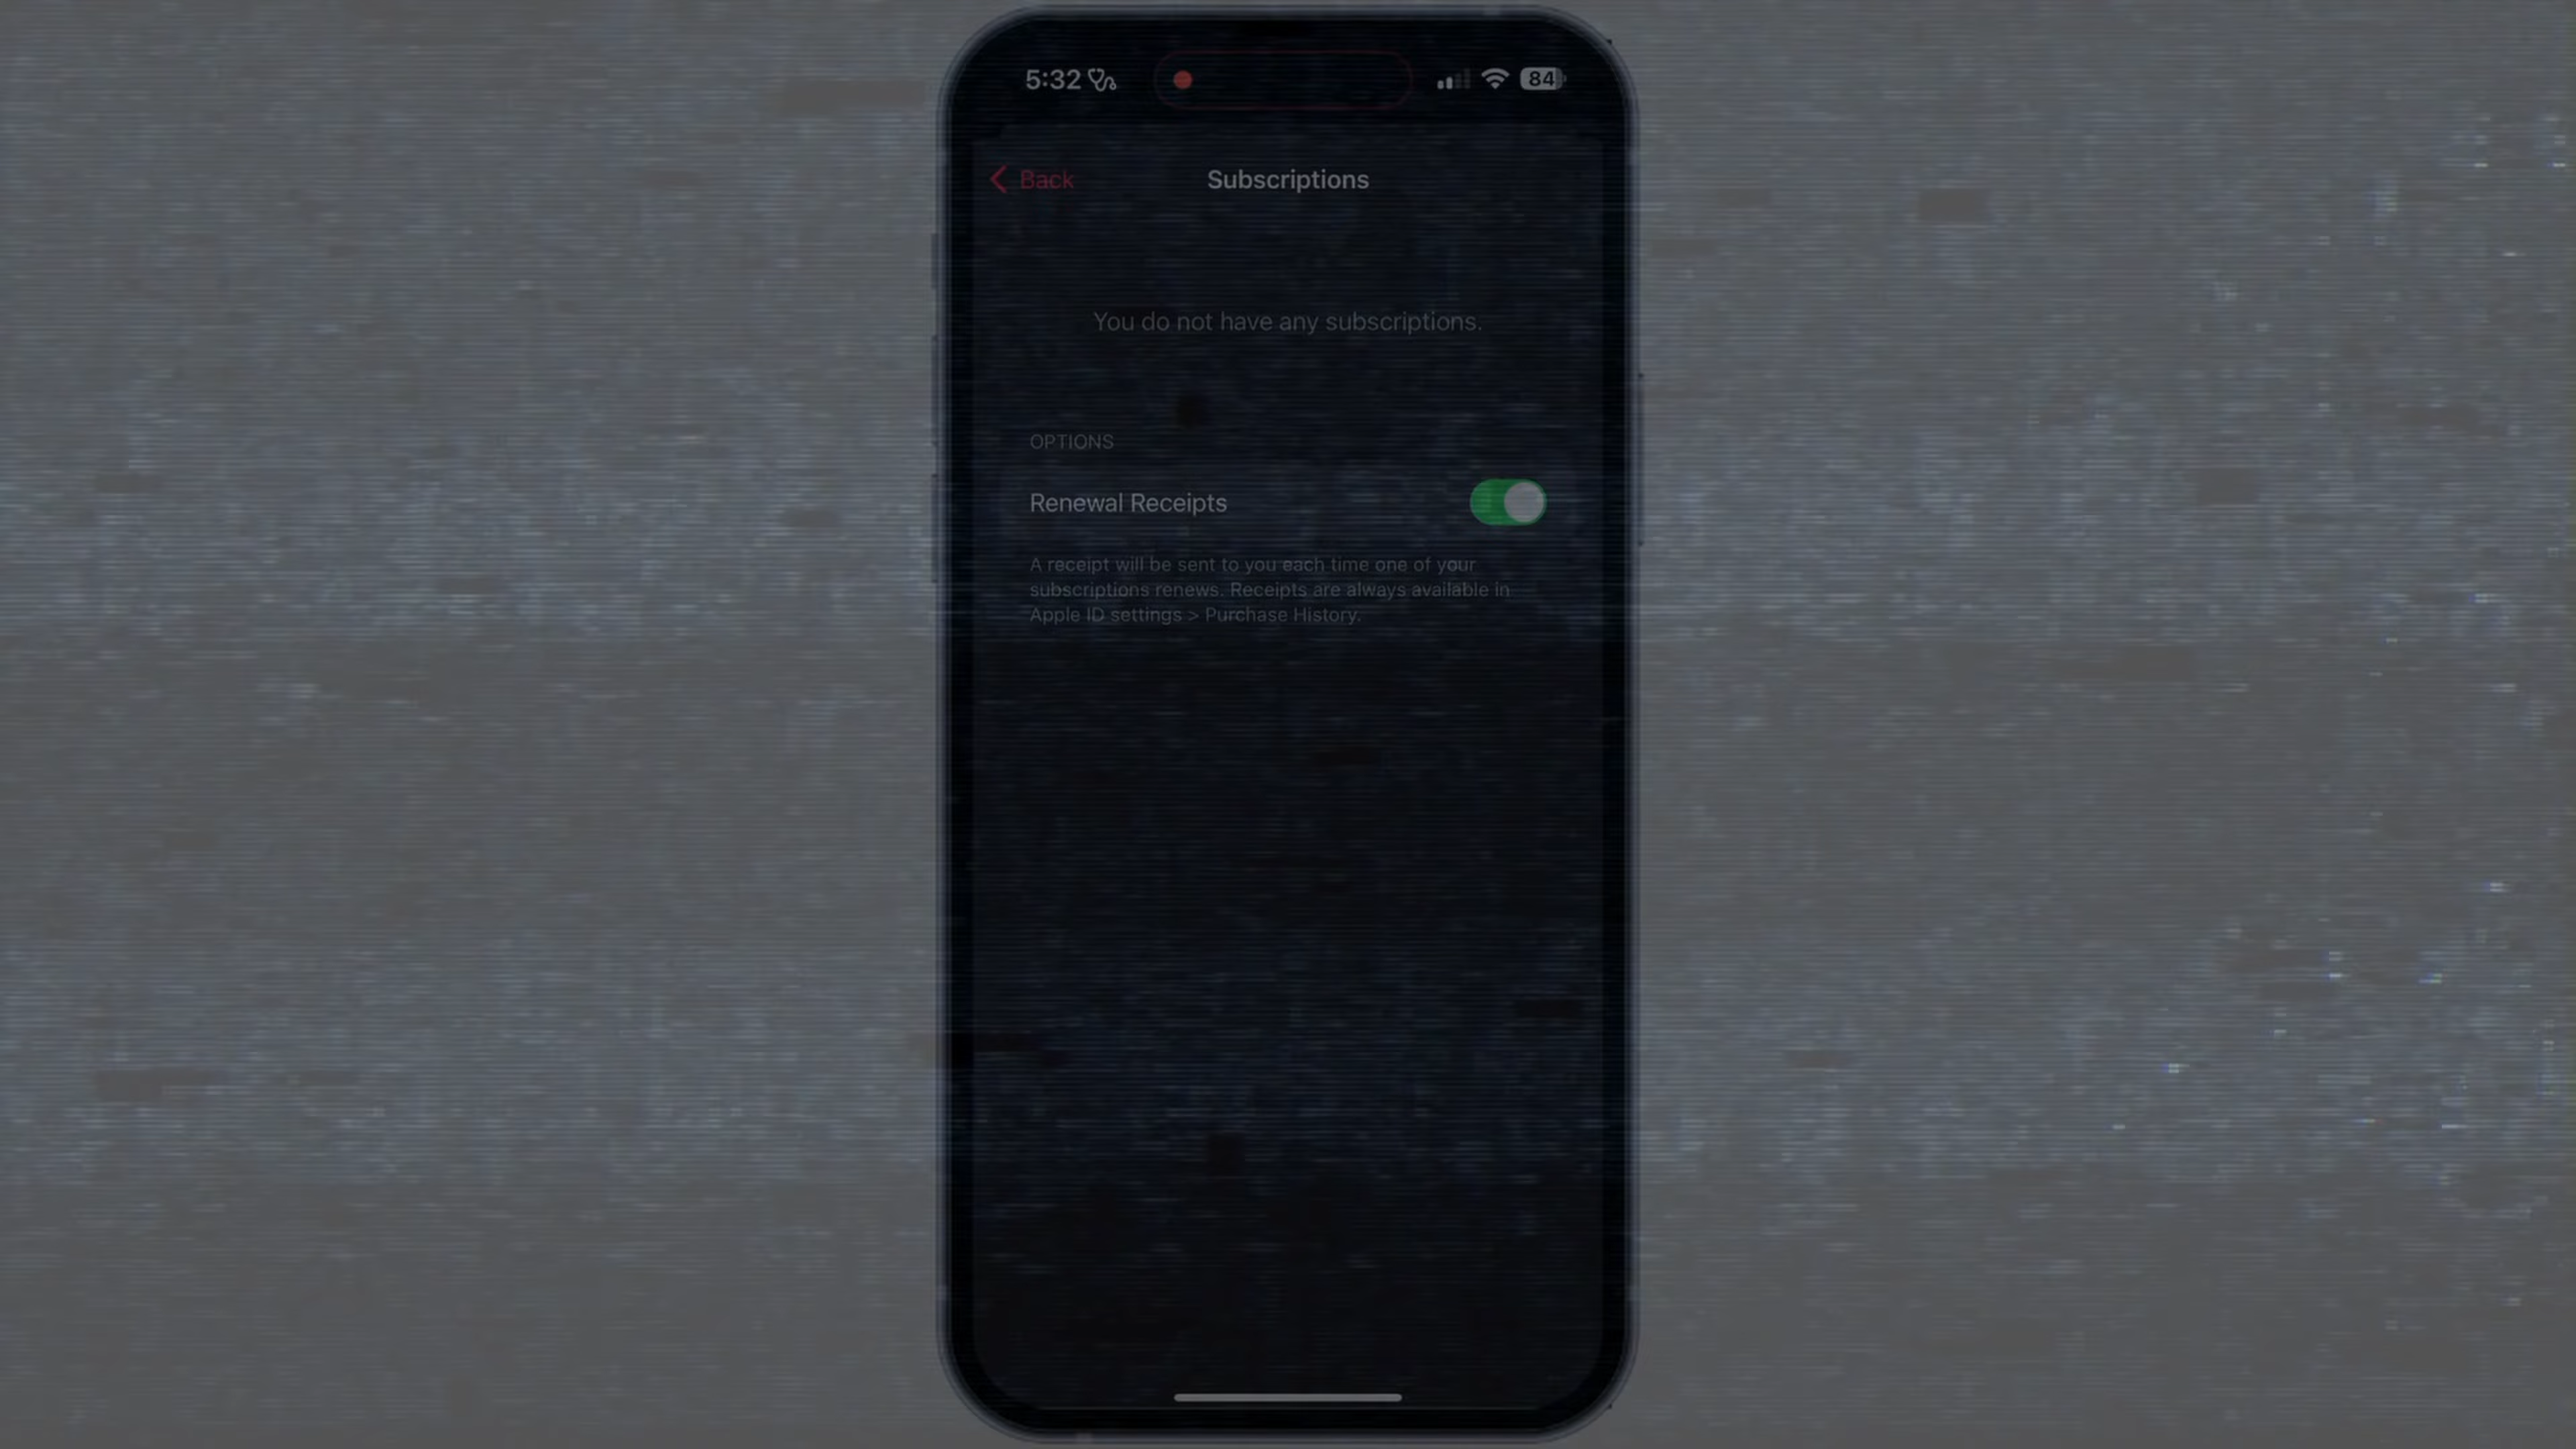 5:32
84
Back
Subscriptions
You do not have any subscriptions.
OPTIONS
Renewal Receipts
A receipt will be sent to you each time one of your
subscriptions renews. Receipts are always available in
Apple ID settings > Purchase History.